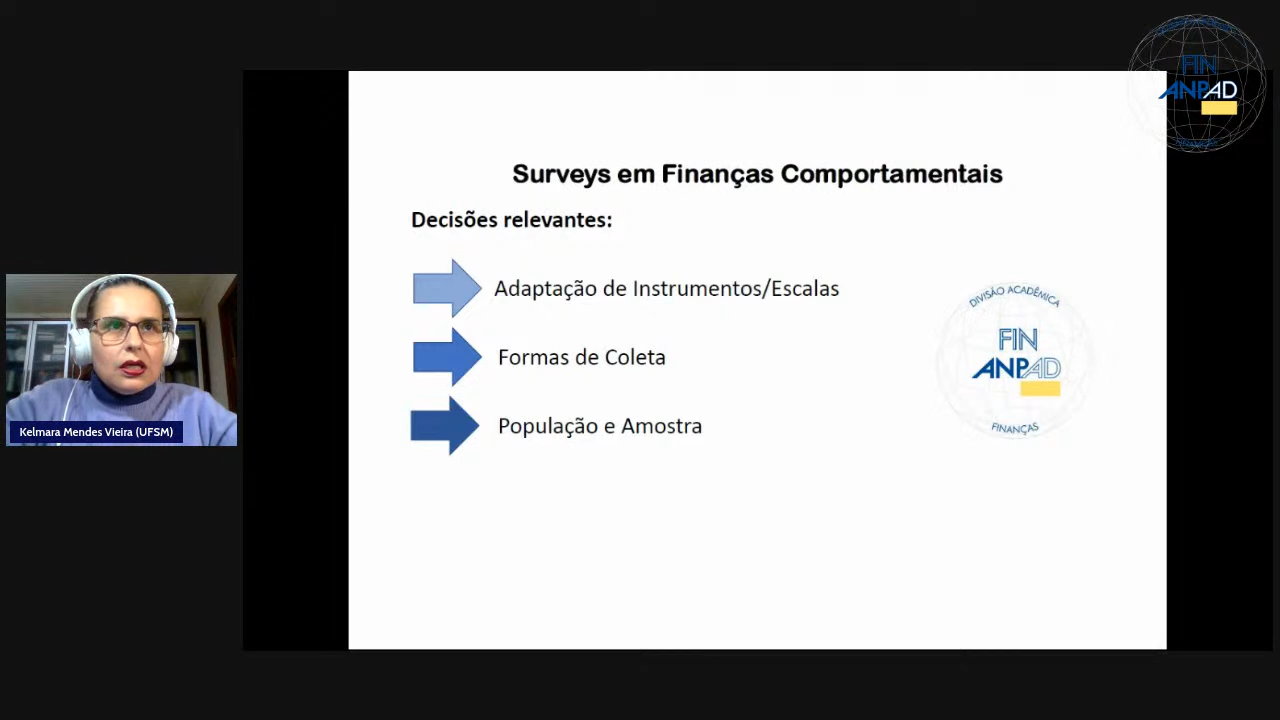 FIN
ANPAD
FINANÇAS
Surveys em Finanças Comportamentais
Decisões relevantes:
Adaptação de Instrumentos/Escalas
Formas de Coleta
População e Amostra
DIVISÃO ACADÊMICA
FIN
ANPAD
FINANÇAS
Kelmara Mendes Vieira (UFSM)